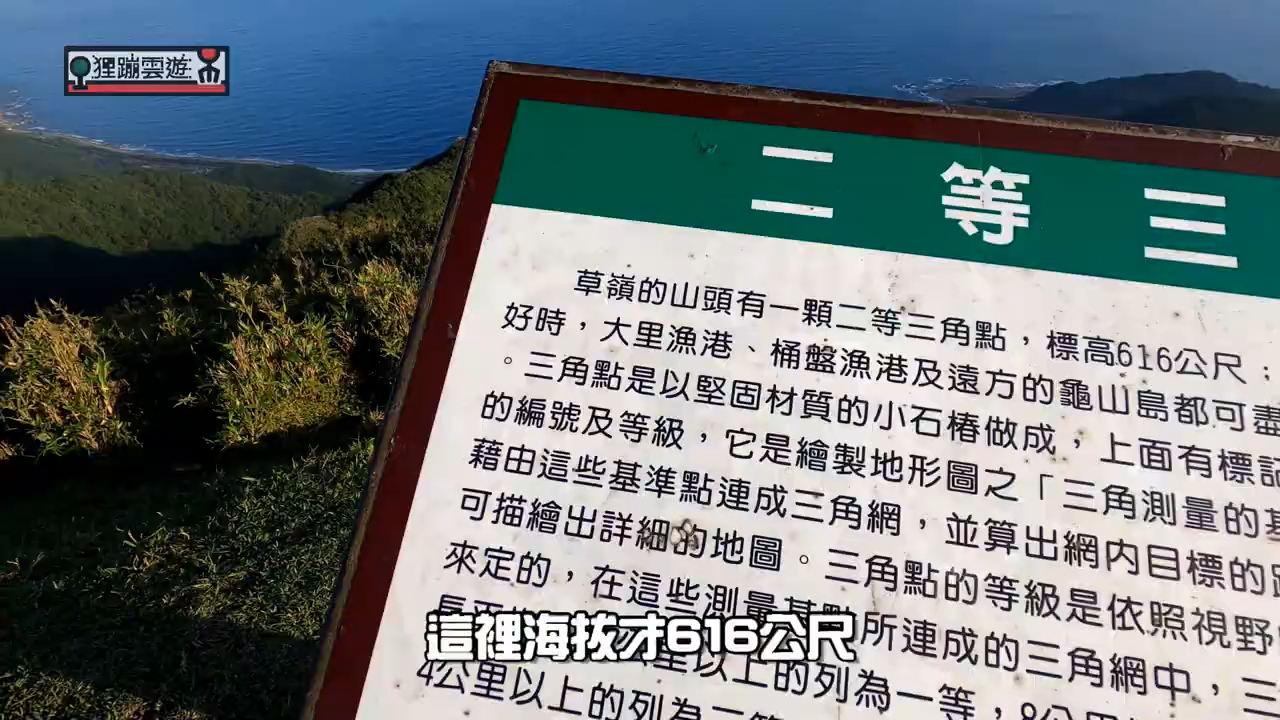 狸蹦雲遊
二等三
草嶺的山頭有一顆二等三角點，標高616公尺；
好時，大里漁港、桶盤漁港及遠方的龜山島都可盡
。三角點是以堅固材質的小石椿做成，上面有標記
的編號及等級，它是繪製地形圖之「三角測量的基
藉由這些基準點連成三角網，並算出網內目標的距
可描繪出詳細的地圖。三角點的等級是依照視野
來定的，在這些測量基點所連成的三角網中，三
里以上的列為一等，8公
4公里以上的列為二等
這裡海拔才616公尺